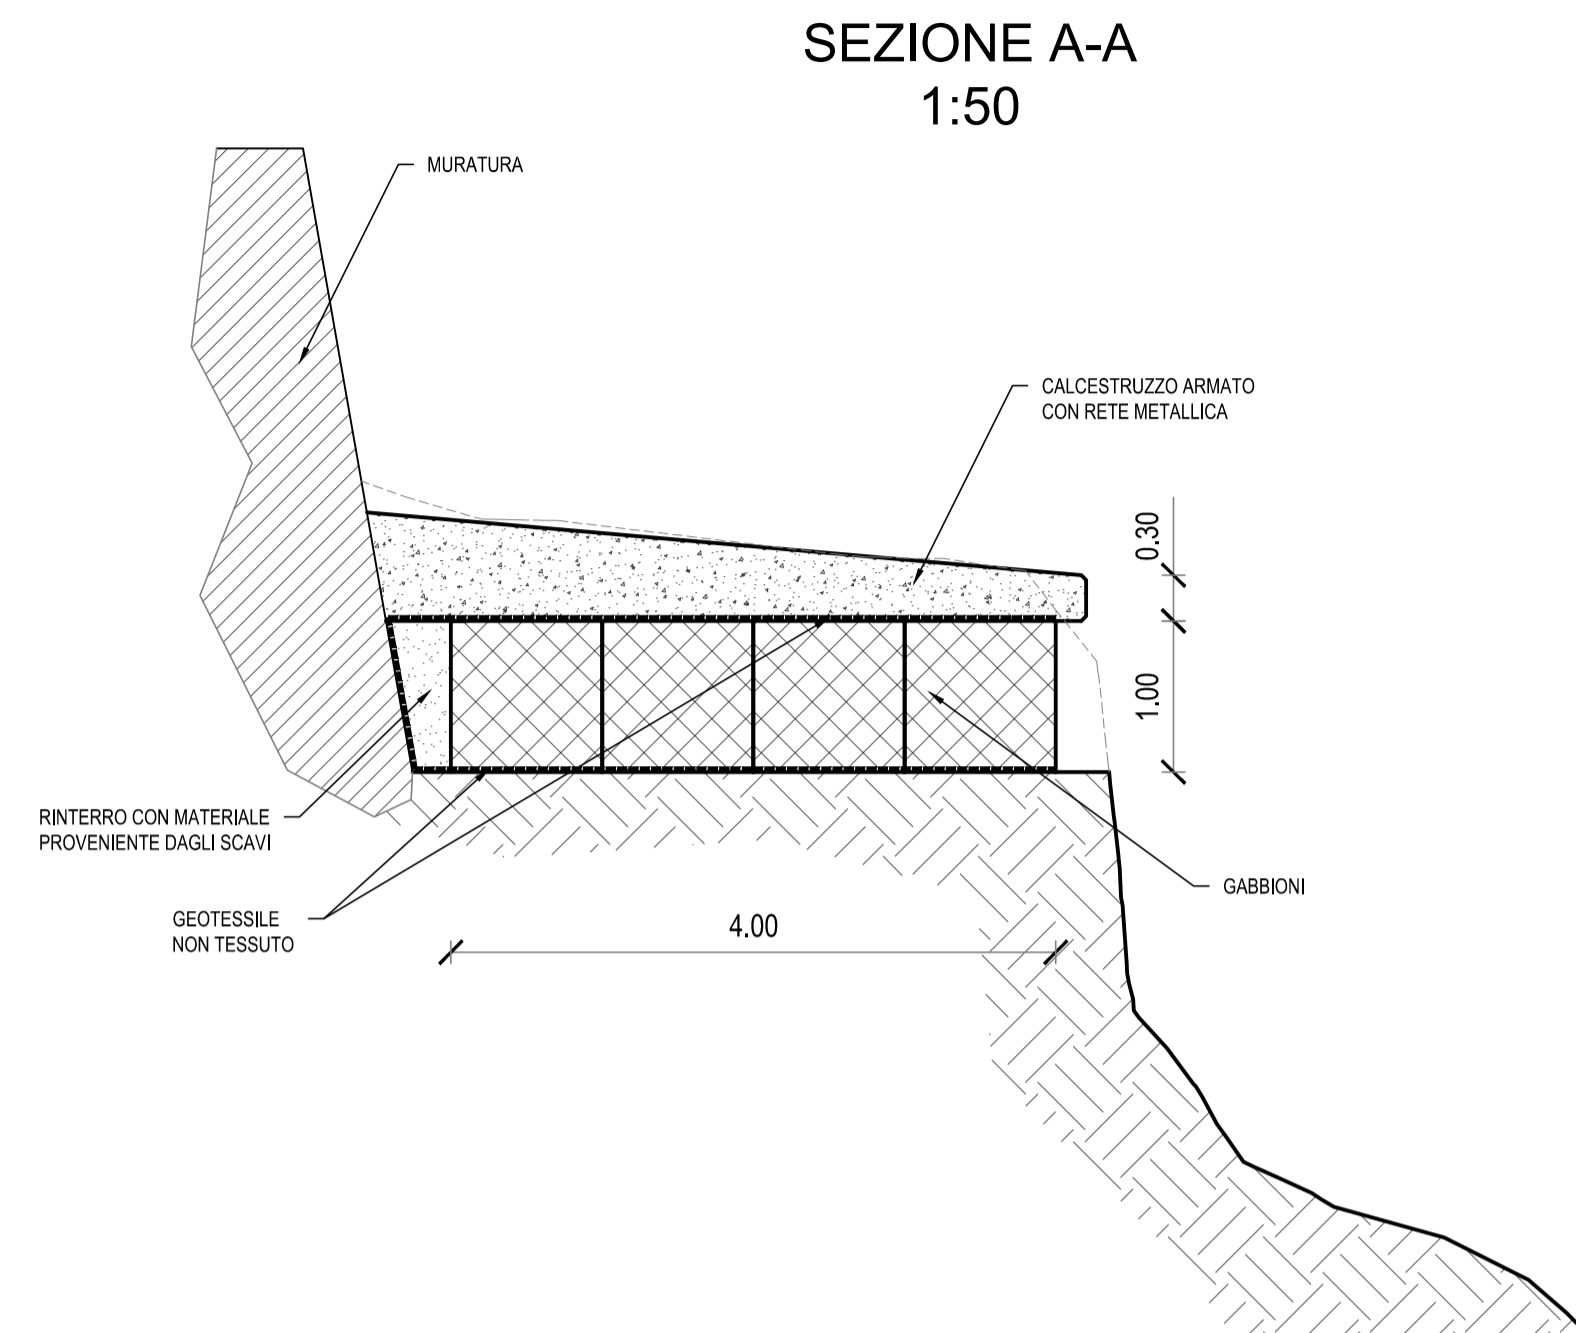 SEZIONE A-A
1:50
MURATURA
CALCESTRUZZO ARMATO
CON RETE METALLICA
0.30
1.00
RINTERRO CON MATERIALE
PROVENIENTE DAGLI SCAVI
GABBIONI
GEOTESSILE
NON TESSUTO
4.00